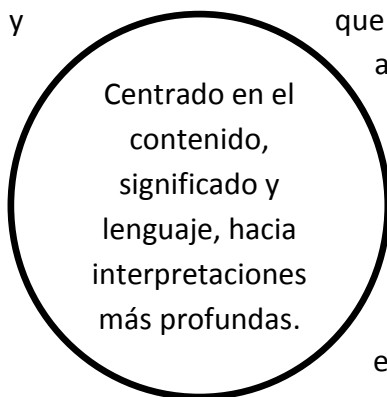 y que
a
Centrado en el
contenido,
significado y
lenguaje, hacia
interpretaciones
más profundas.
e